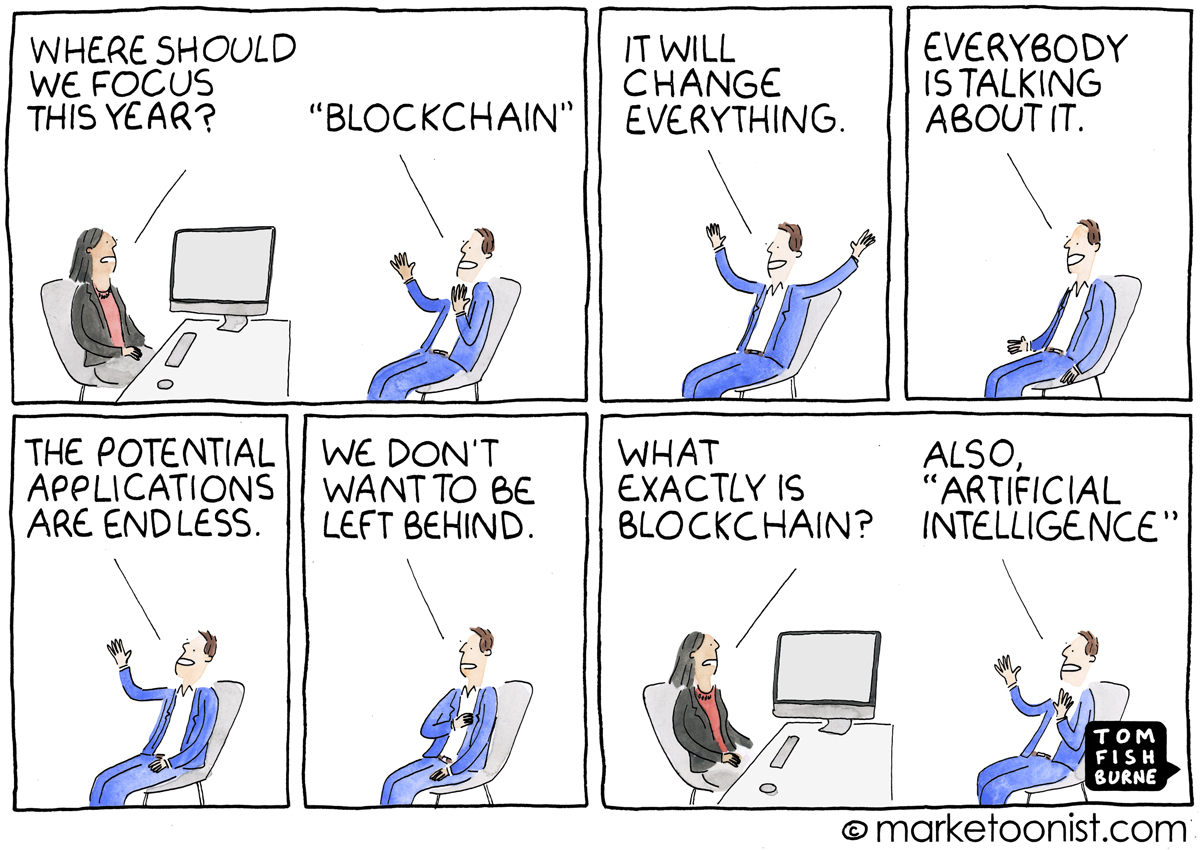 WHERE SHOULD
WE FOCUS
THIS YEAR?
"BLOCKCHAIN"
IT WILL
CHANGE
EVERYTHING.
EVERYBODY
IS TALKING
ABOUT IT.
THE POTENTIAL
APPLICATIONS
ARE ENDLESS.
WE DON'T
WANT TO BE
LEFT BEHIND.
WHAT
EXACTLY IS
BLOCKCHAIN?
ALSO,
"ARTIFICIAL
INTELLIGENCE"
TOM
FISH
BURNE
© marketoonist.com